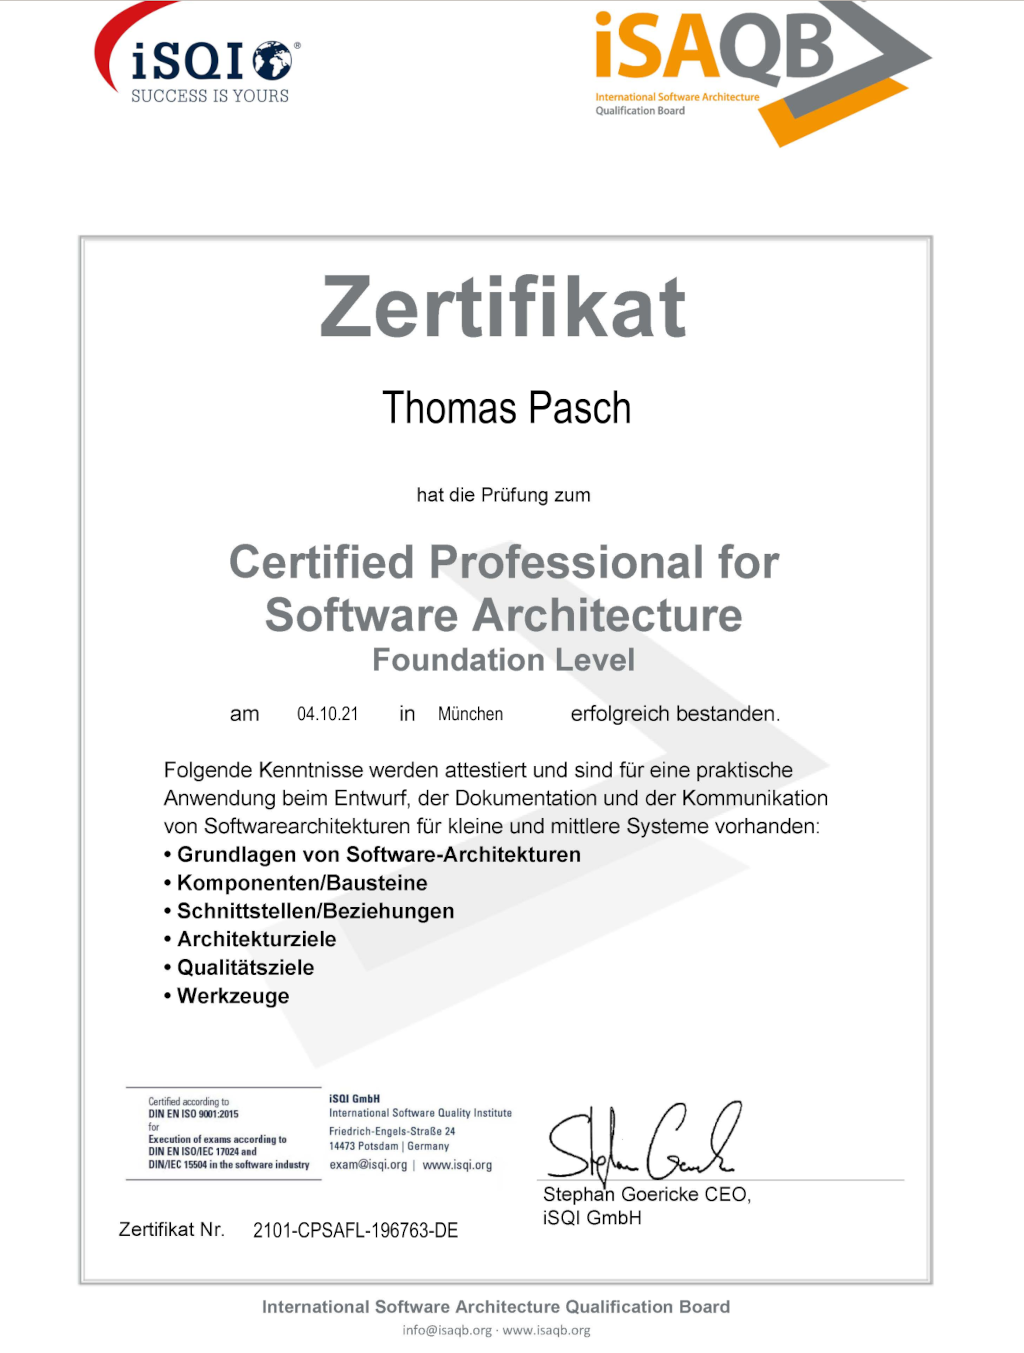 iSQI ®
SUCCESS IS YOURS
iSAQB
International Software Architecture
Qualification Board
Zertifikat
Thomas Pasch
hat die Prüfung zum
Certified Professional for
Software Architecture
Foundation Level
am 04.10.21 in München erfolgreich bestanden.
Folgende Kenntnisse werden attestiert und sind für eine praktische
Anwendung beim Entwurf, der Dokumentation und der Kommunikation
von Softwarearchitekturen für kleine und mittlere Systeme vorhanden:
• Grundlagen von Software-Architekturen
• Komponenten/Bausteine
• Schnittstellen/Beziehungen
• Architekturziele
• Qualitätsziele
• Werkzeuge
Certified according to
DIN EN ISO 9001:2015
for
Execution of exams according to
DIN EN ISO/IEC 17024 and
DIN/IEC 15504 in the software industry
iSQI GmbH
International Software Quality Institute
Friedrich-Engels-Straße 24
14473 Potsdam | Germany
exam@isqi.org | www.isqi.org
Stephan Goericke CEO,
iSQI GmbH
Zertifikat Nr. 2101-CPSAFL-196763-DE
International Software Architecture Qualification Board
info@isaqb.org · www.isaqb.org